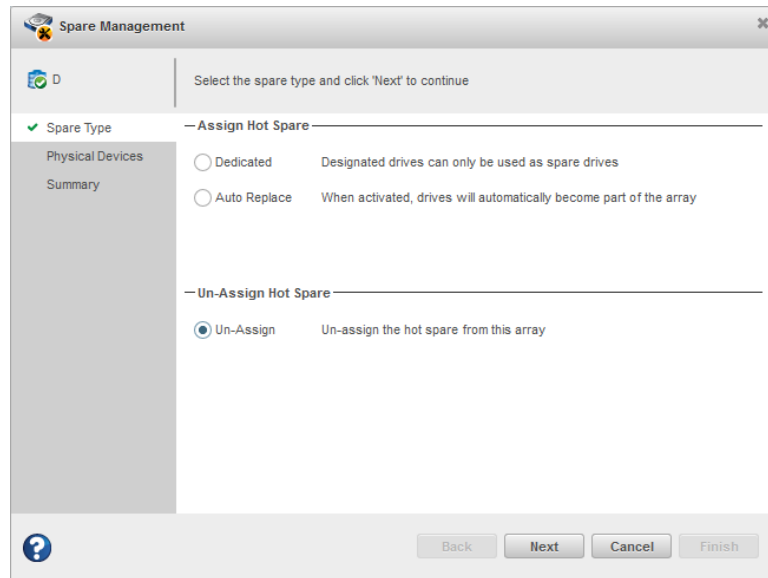 Spare Management
D
Select the spare type and click 'Next' to continue
Spare Type
Physical Devices
Summary
Assign Hot Spare
Dedicated Designated drives can only be used as spare drives
Auto Replace When activated, drives will automatically become part of the array
Un-Assign Hot Spare
Un-Assign Un-assign the hot spare from this array
? Back Next Cancel Finish